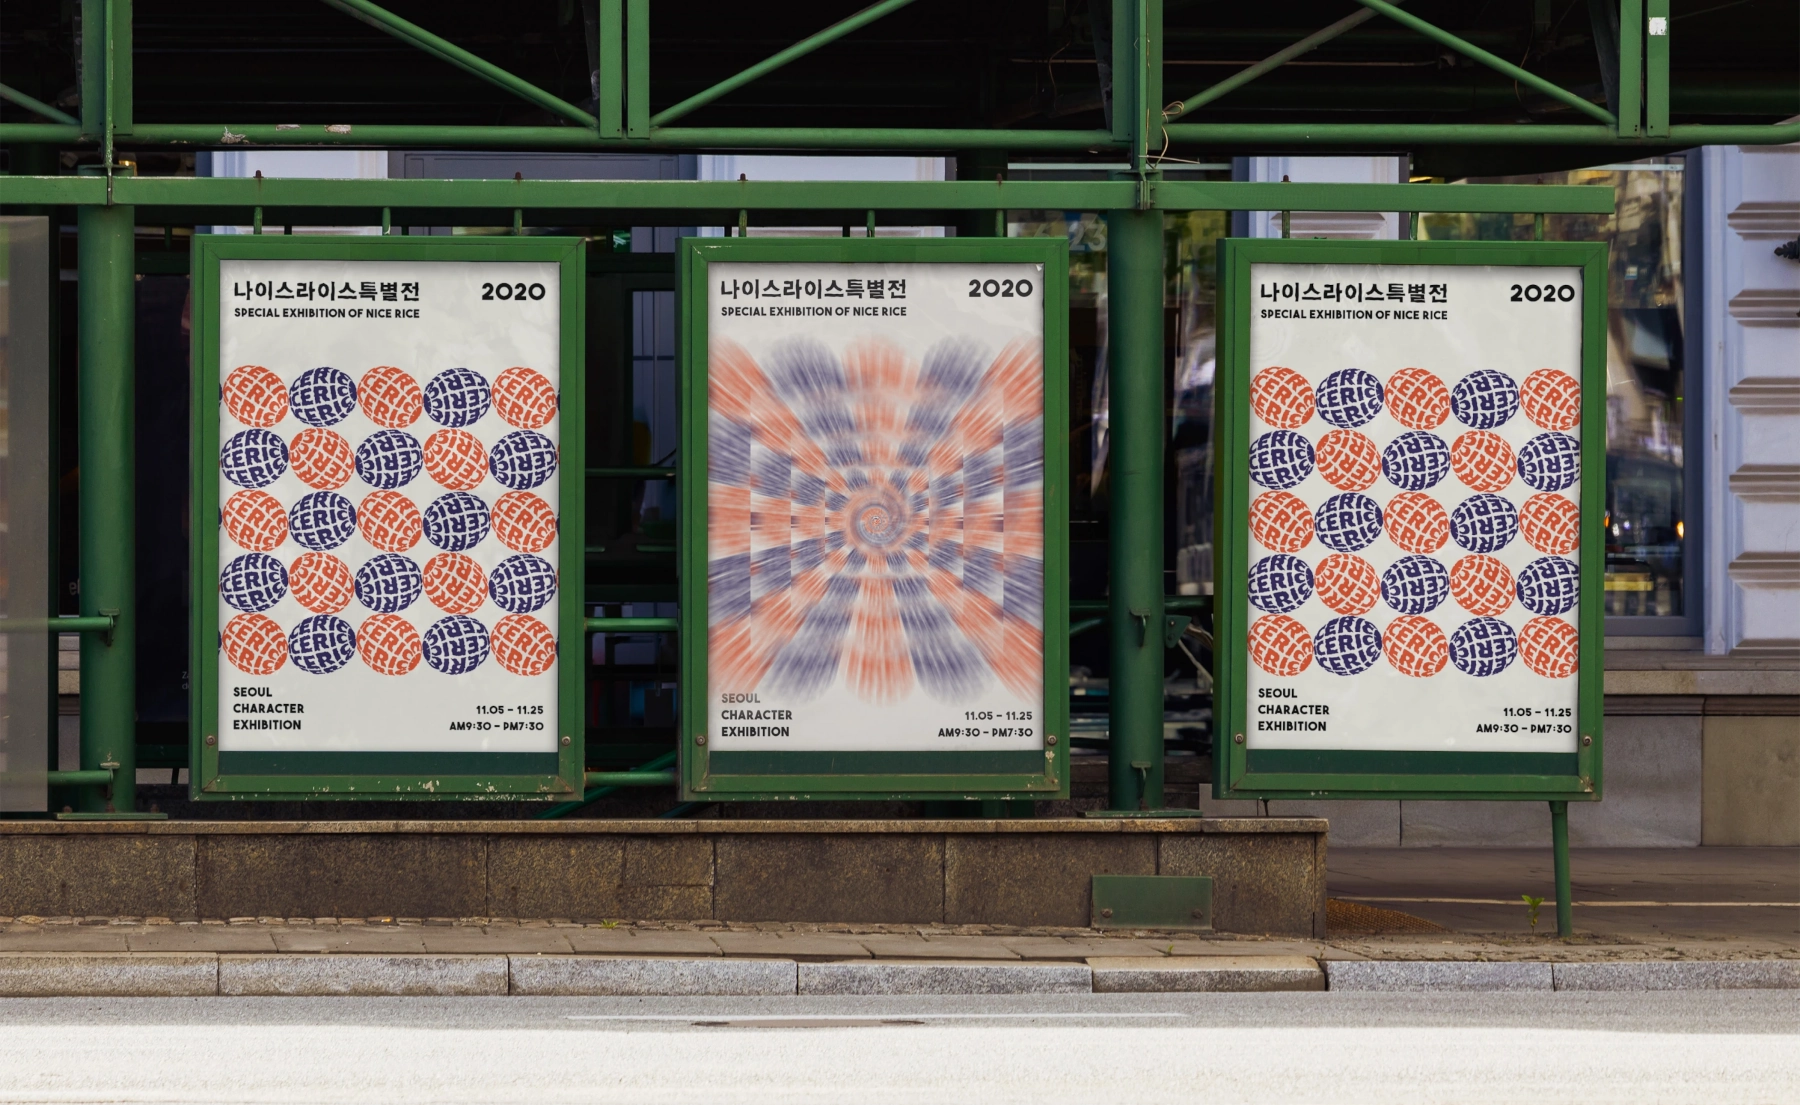 나이스라이스특별전
2020
SPECIAL EXHIBITION OF NICE RICE
SEOUL
CHARACTER
EXHIBITION
11.05 – 11.25
AM9:30 – PM7:30
나이스라이스특별전
2020
SPECIAL EXHIBITION OF NICE RICE
SEOUL
CHARACTER
EXHIBITION
11.05 – 11.25
AM9:30 – PM7:30
나이스라이스특별전
2020
SPECIAL EXHIBITION OF NICE RICE
SEOUL
CHARACTER
EXHIBITION
11.05 – 11.25
AM9:30 – PM7:30